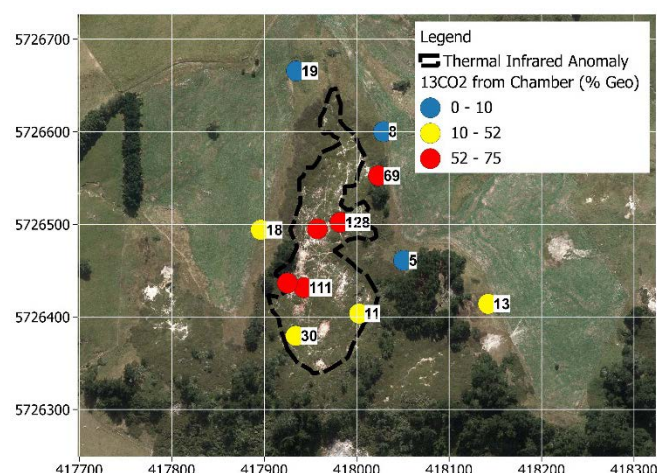 5726700
5726600
5726500
5726400
5726300
Legend
Thermal Infrared Anomaly
13CO2 from Chamber (% Geo)
0 - 10
10 - 52
52 - 75
19
8
69
128
18
5
111
13
11
30
417700 417800 417900 418000 418100 418200 418300